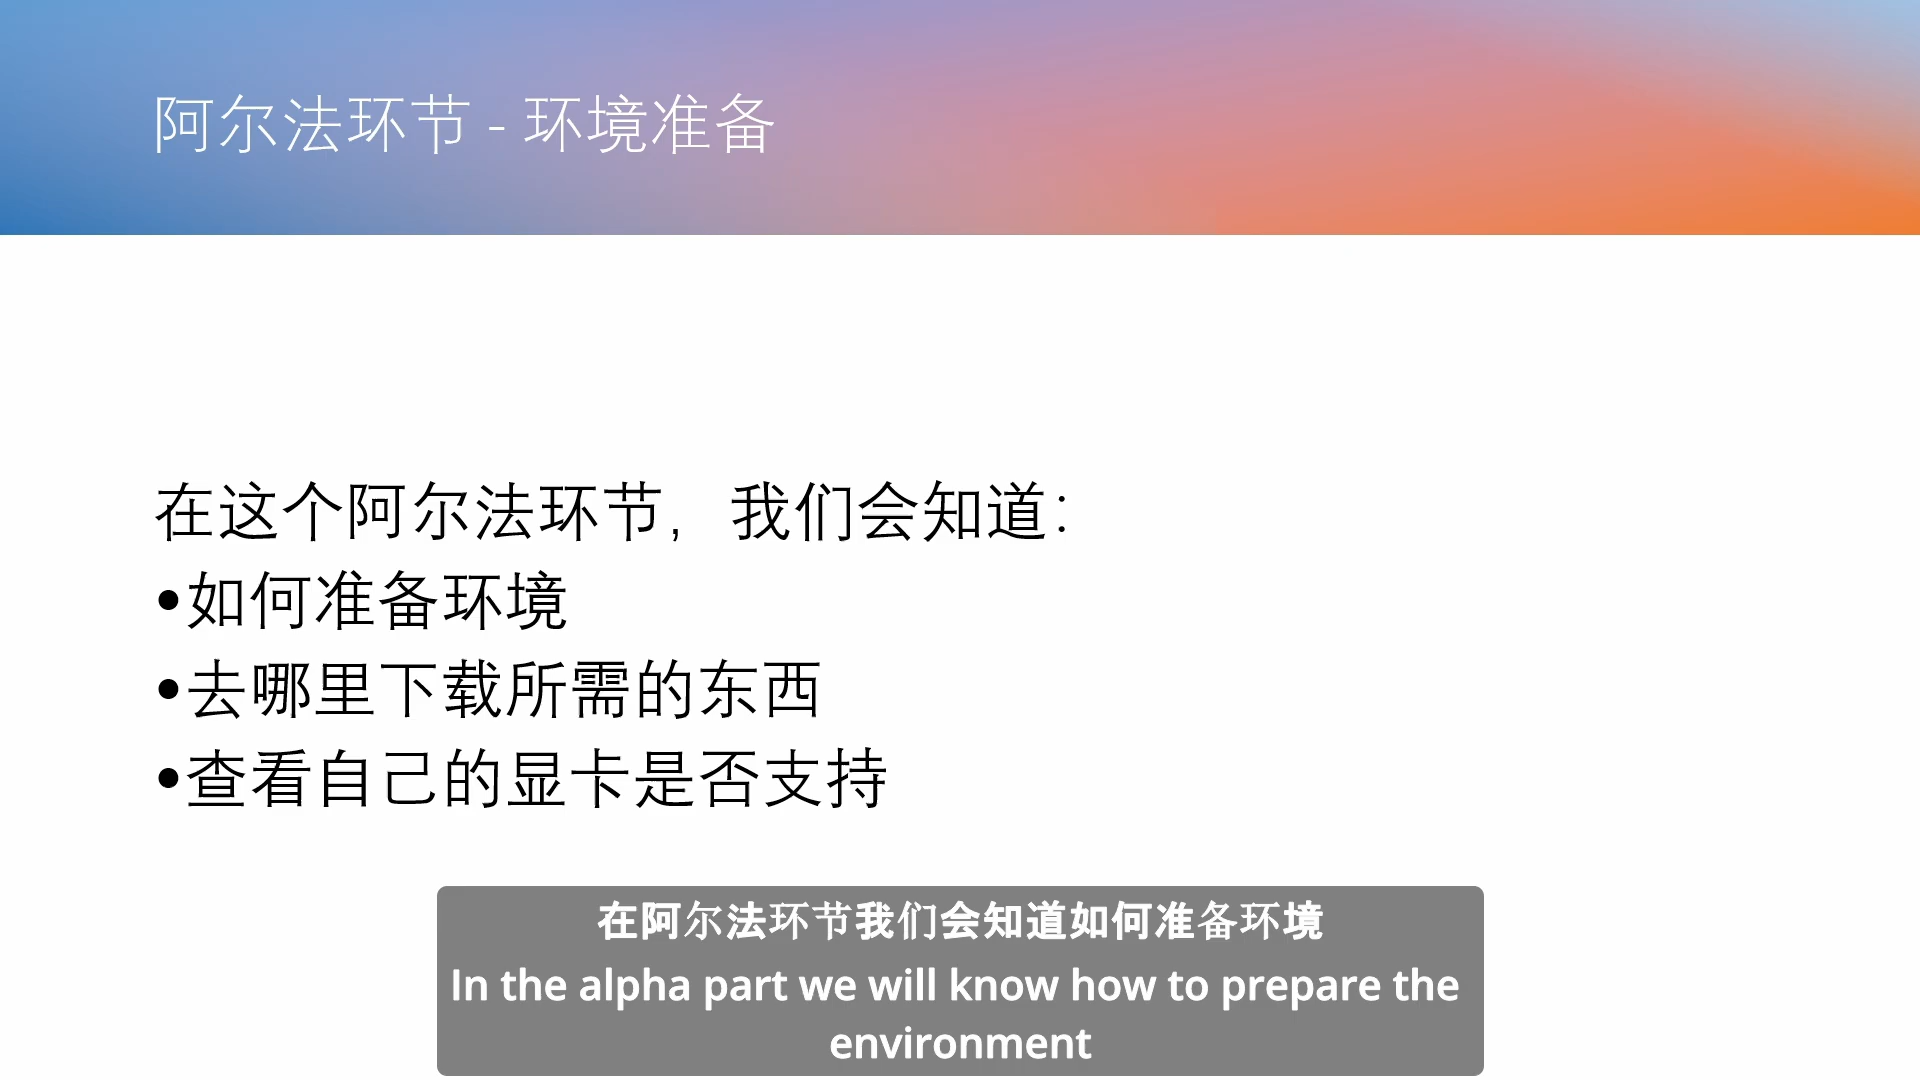 阿尔法环节 - 环境准备
在这个阿尔法环节，我们会知道：
•如何准备环境
•去哪里下载所需的东西
•查看自己的显卡是否支持
在阿尔法环节我们会知道如何准备环境
In the alpha part we will know how to prepare the
environment